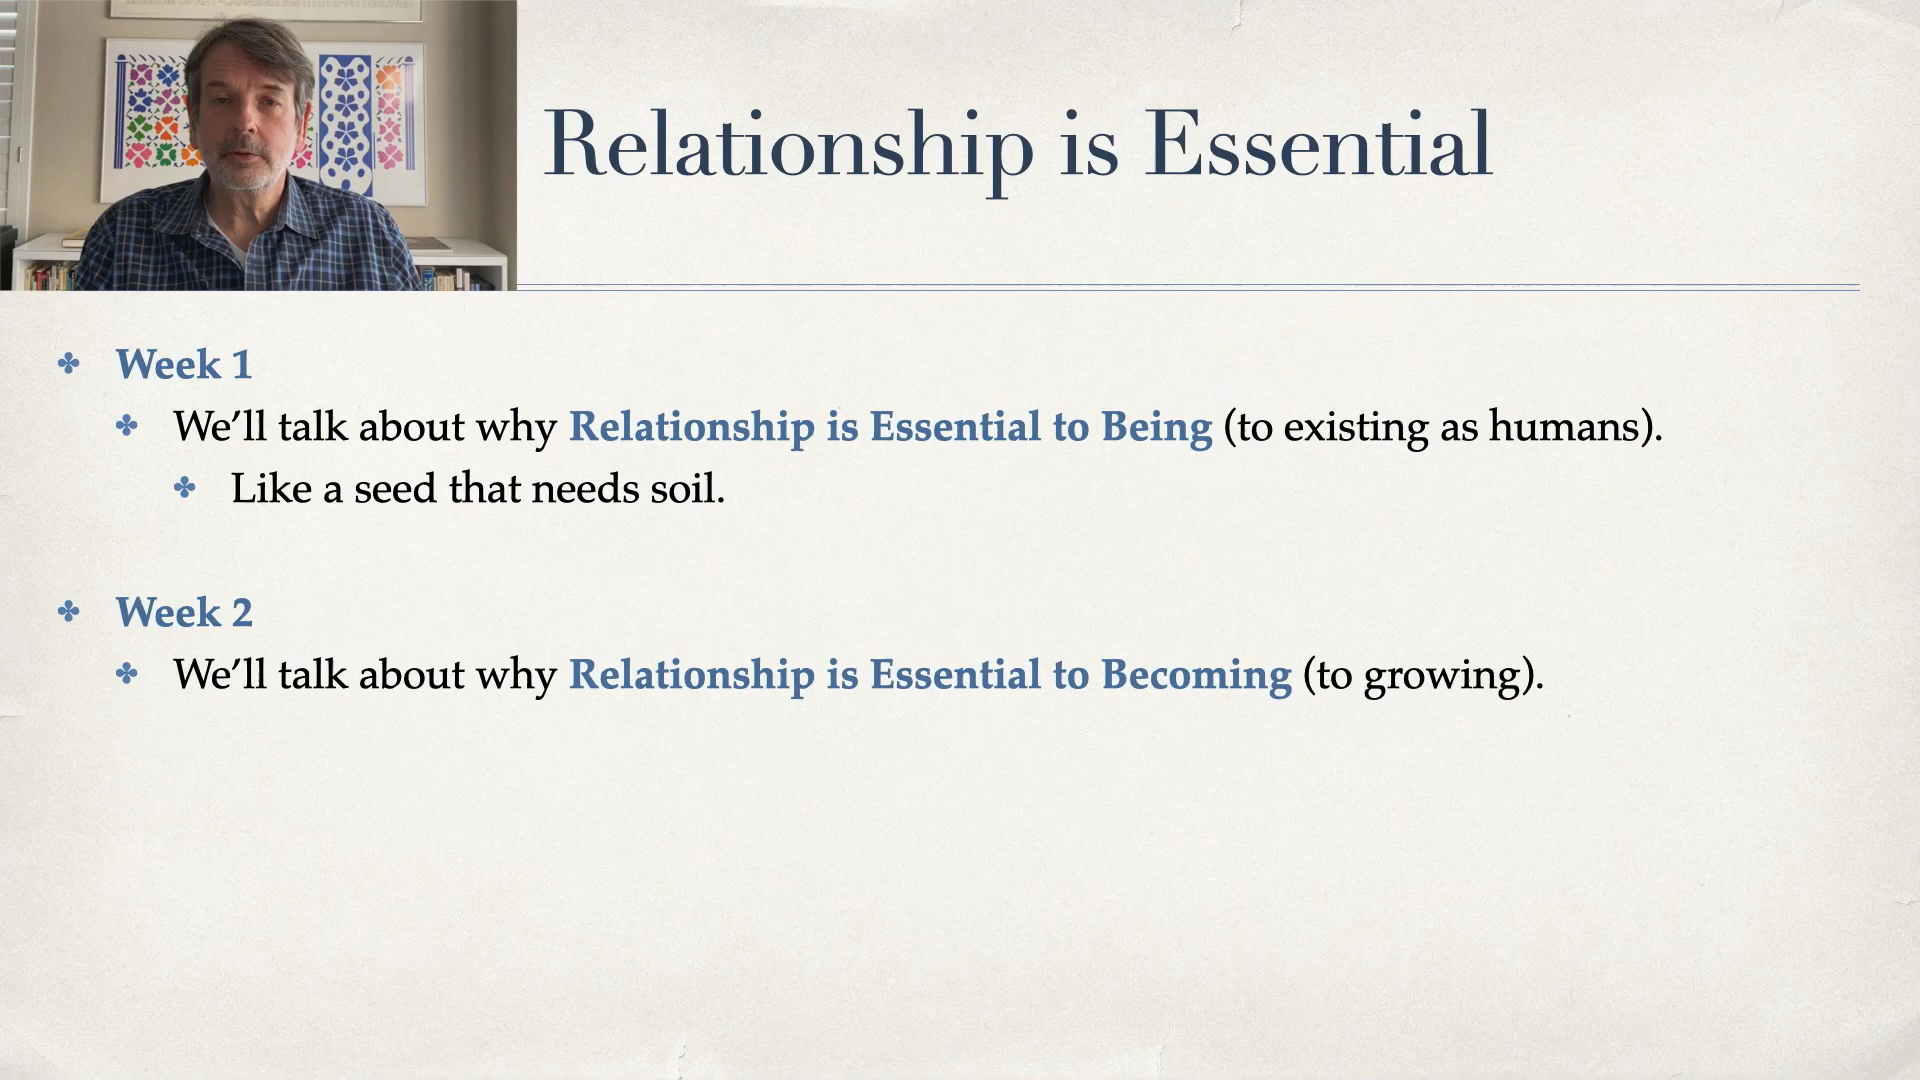 Relationship is Essential
Week 1
We’ll talk about why Relationship is Essential to Being (to existing as humans).
Like a seed that needs soil.
Week 2
We’ll talk about why Relationship is Essential to Becoming (to growing).